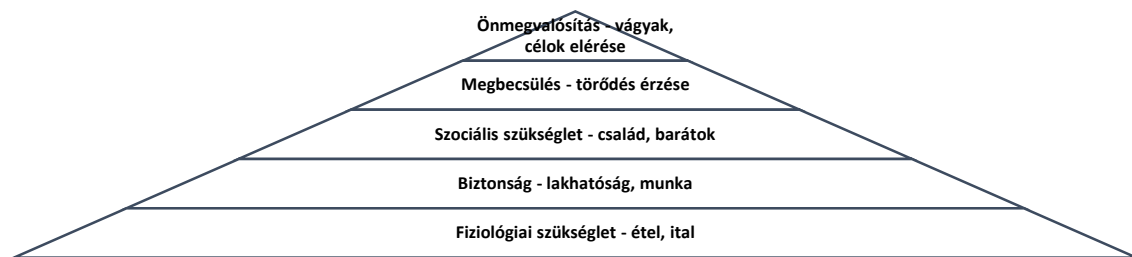 Önmegvalósítás - vágyak,
célok elérése
Megbecsülés - törődés érzése
Szociális szükséglet - család, barátok
Biztonság - lakhatóság, munka
Fiziológiai szükséglet - étel, ital